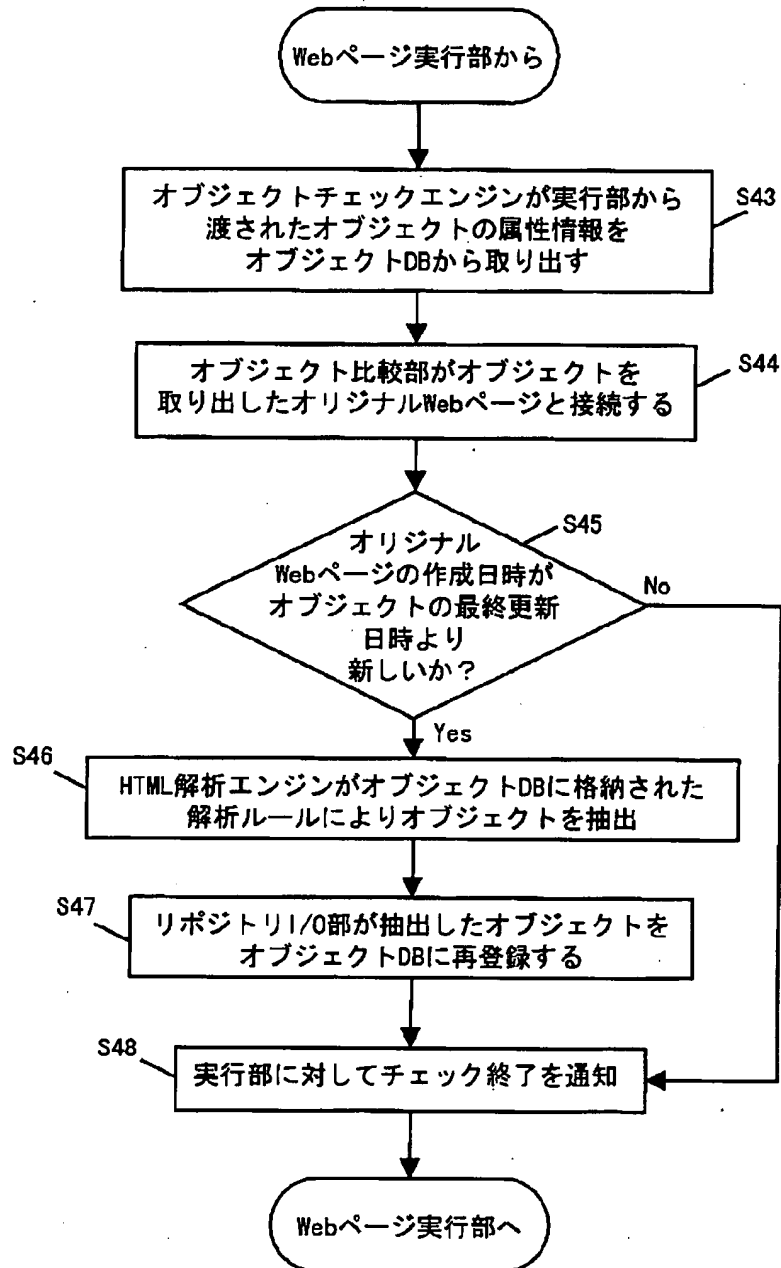 Webページ実行部から
オブジェクトチェックエンジンが実行部から
渡されたオブジェクトの属性情報を
オブジェクトDBから取り出す
S43
オブジェクト比較部がオブジェクトを
取り出したオリジナルWebページと接続する
S44
S45
オリジナル
Webページの作成日時が
オブジェクトの最終更新
日時より
新しいか？
No
Yes
S46
HTML解析エンジンがオブジェクトDBに格納された
解析ルールによりオブジェクトを抽出
S47
リポジトリI/O部が抽出したオブジェクトを
オブジェクトDBに再登録する
S48
実行部に対してチェック終了を通知
Webページ実行部へ